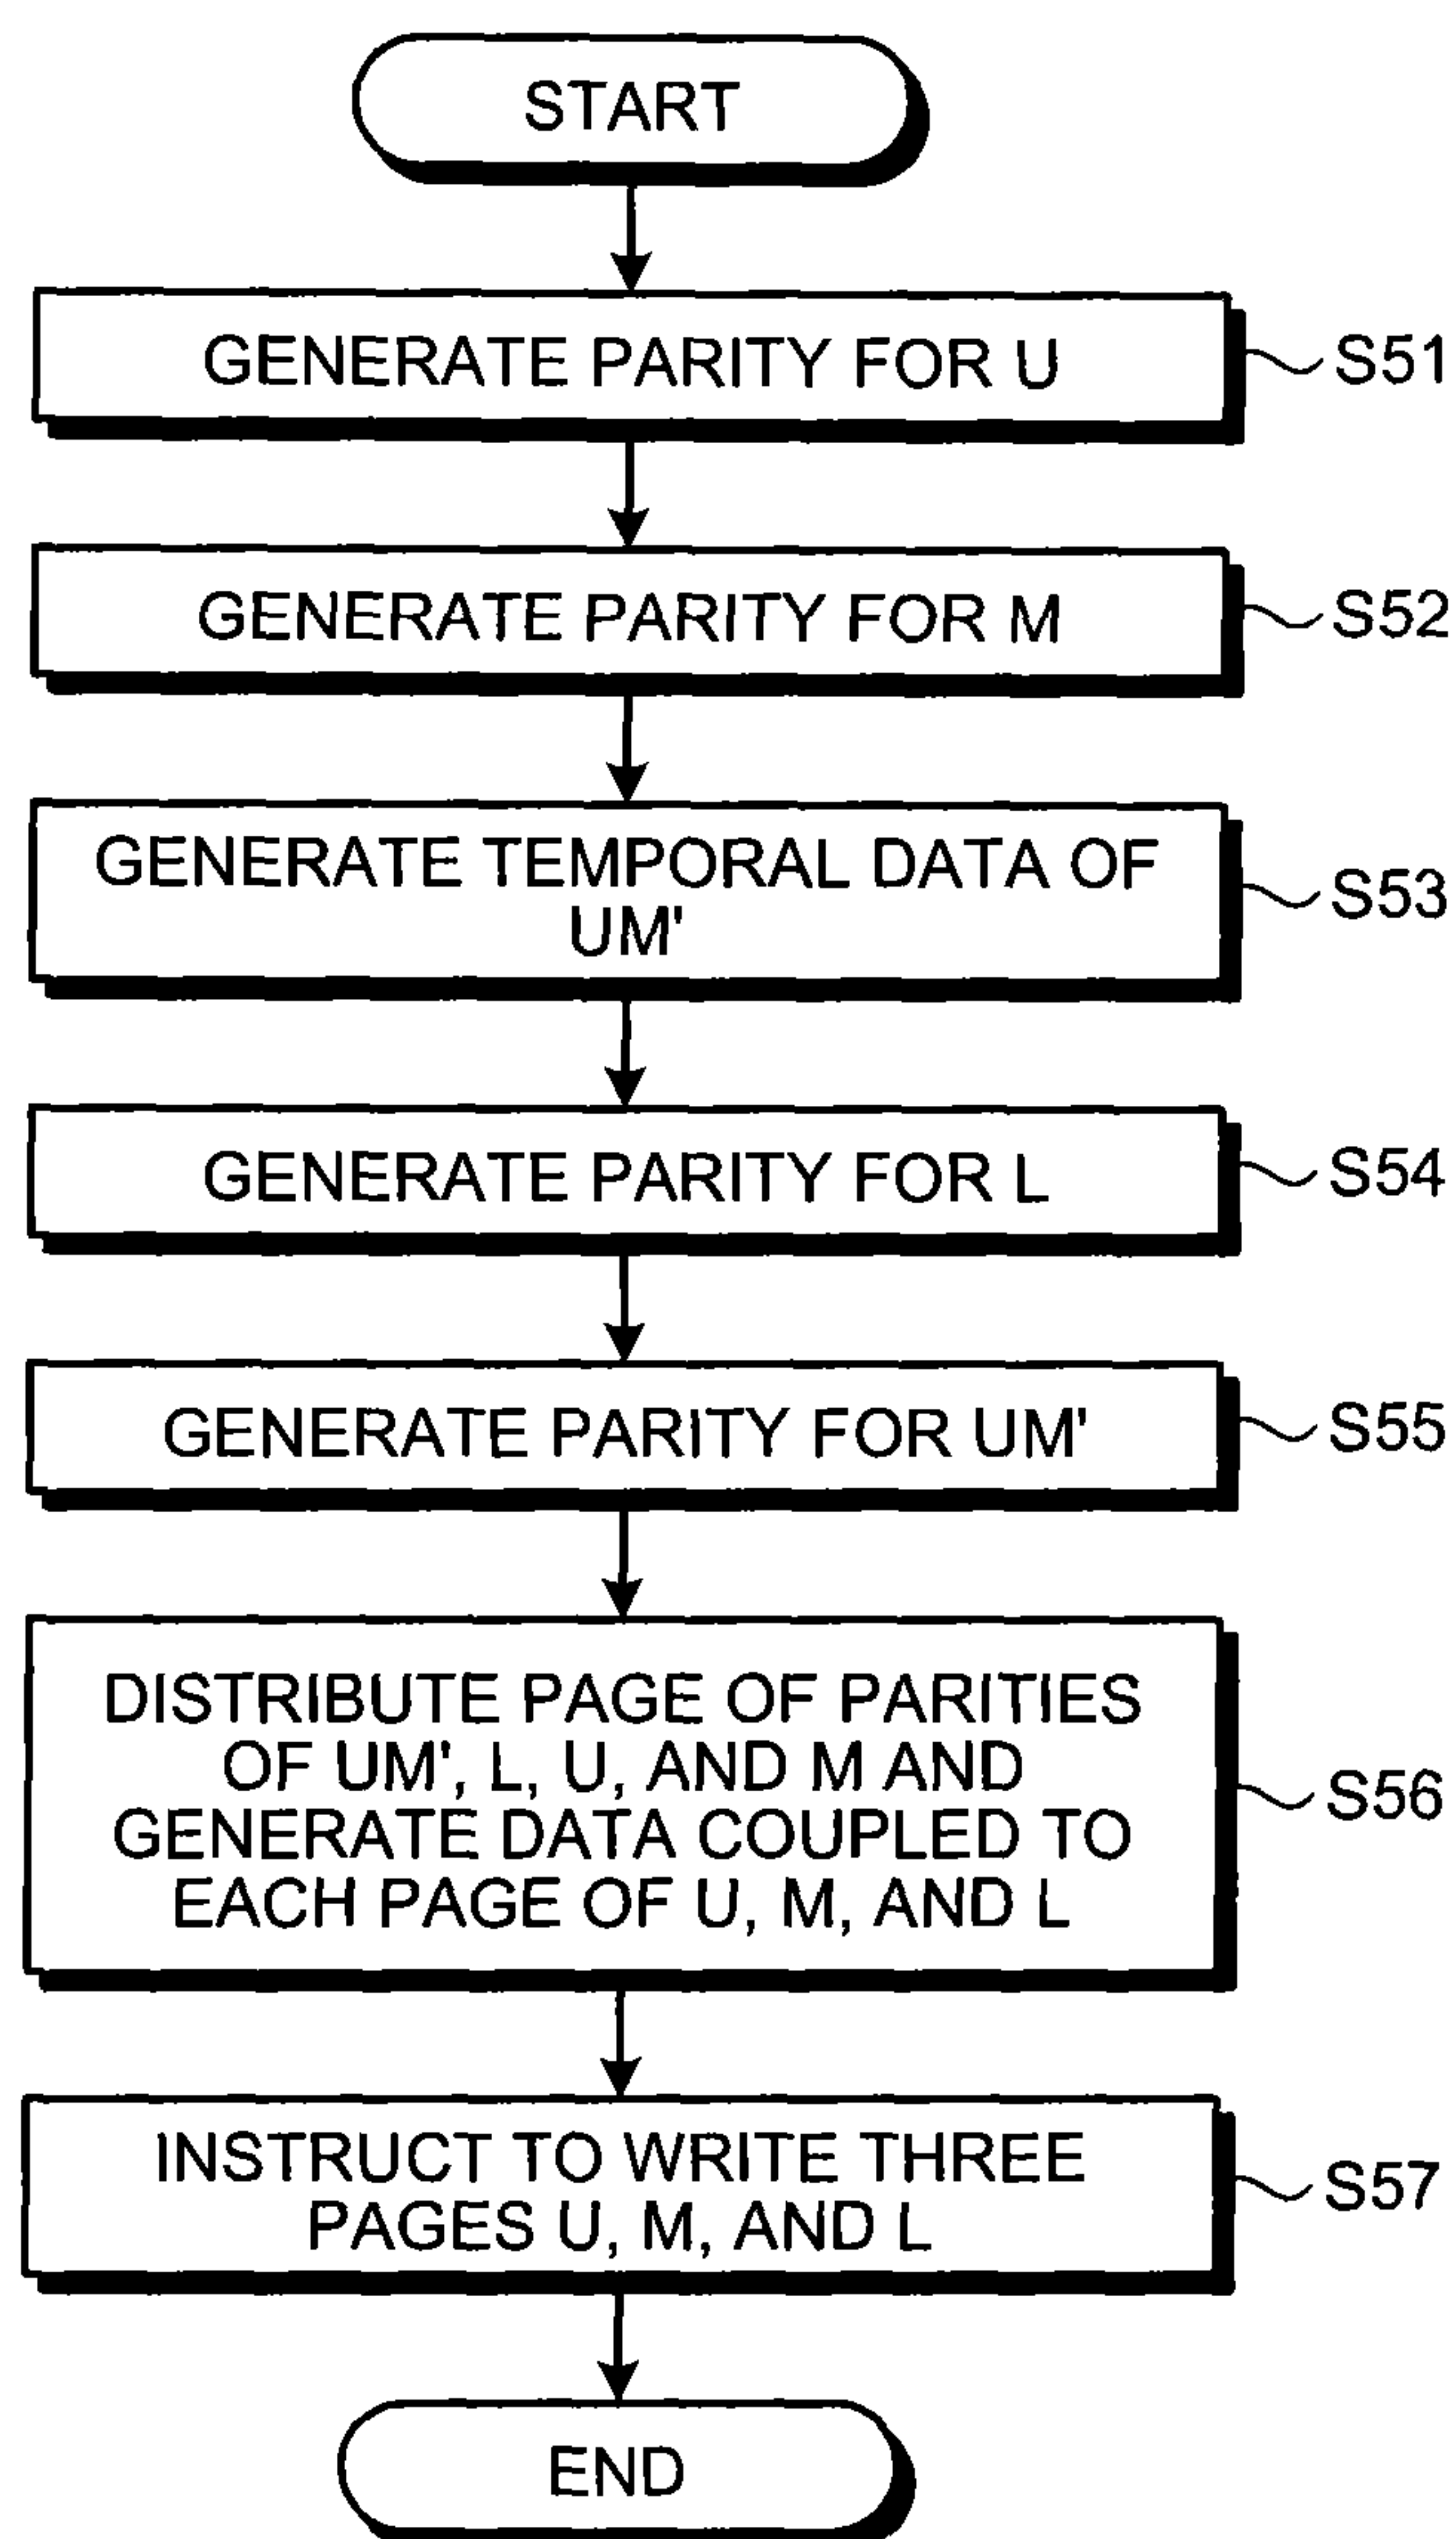 START
GENERATE PARITY FOR U
S51
GENERATE PARITY FOR M
S52
GENERATE TEMPORAL DATA OF
UM'
S53
GENERATE PARITY FOR L
S54
GENERATE PARITY FOR UM'
S55
DISTRIBUTE PAGE OF PARITIES
OF UM', L, U, AND M AND
GENERATE DATA COUPLED TO
EACH PAGE OF U, M, AND L
S56
INSTRUCT TO WRITE THREE
PAGES U, M, AND L
S57
END